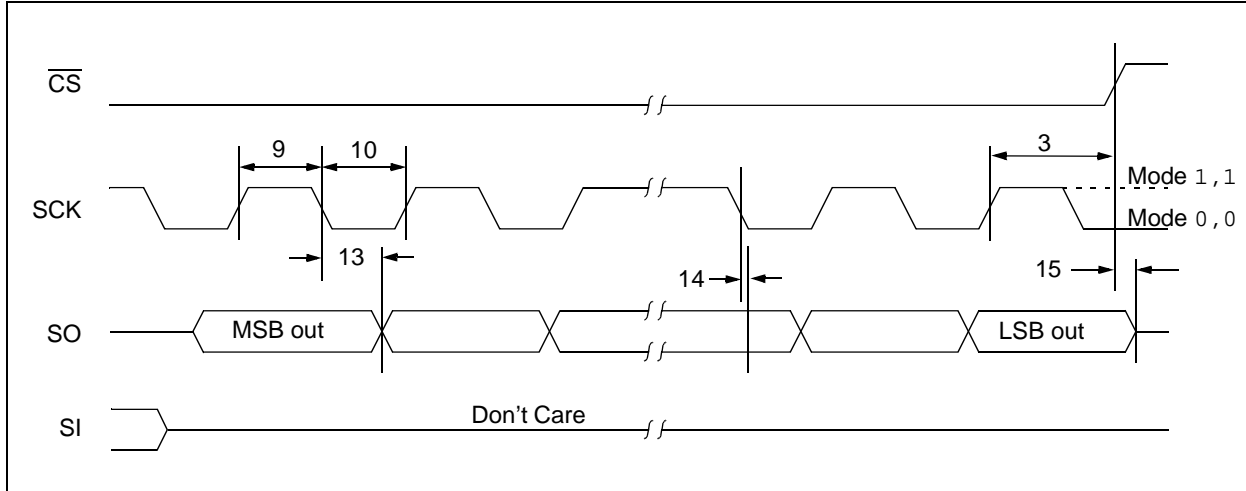 CS
9
10
3
SCK
Mode 1,1
Mode 0,0
13
14
15
SO
MSB out
LSB out
SI
Don't Care